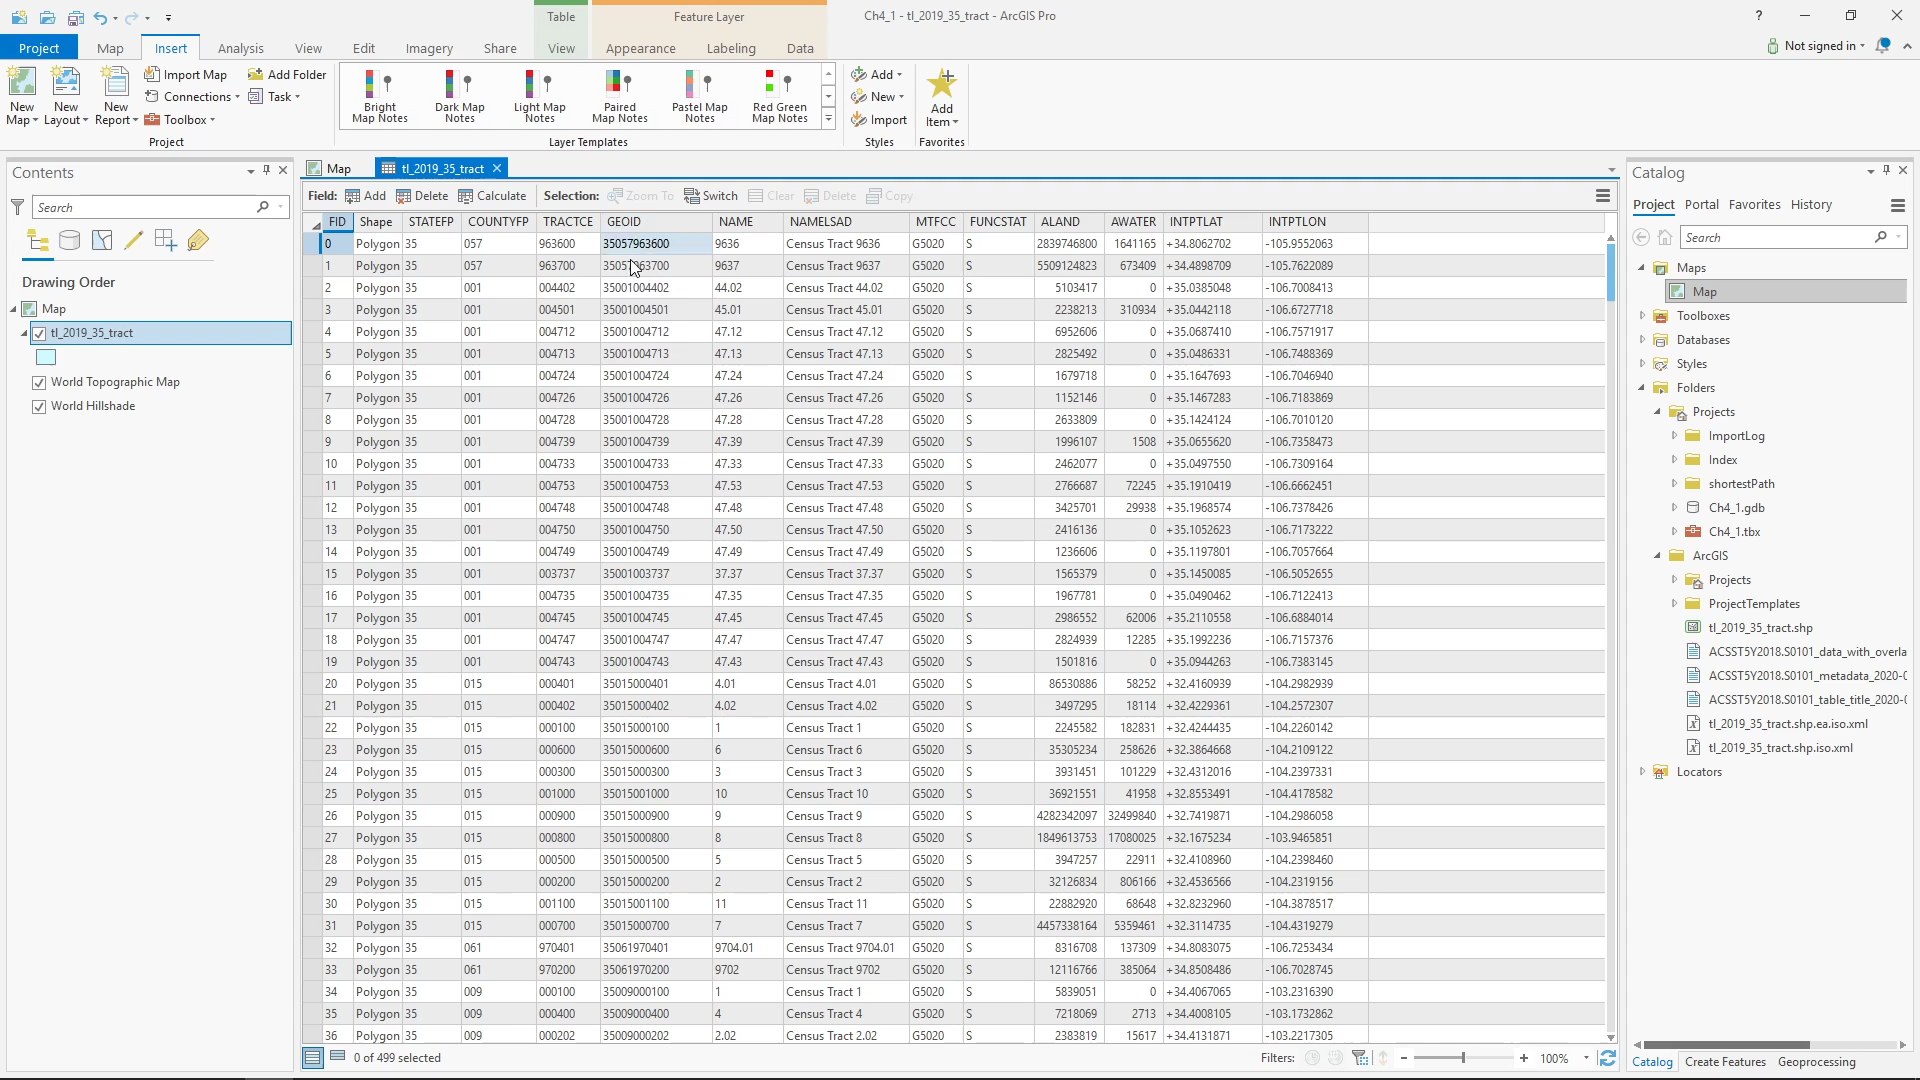 Table
Feature Layer
Ch4_1 - tl_2019_35_tract - ArcGIS Pro
?
Project Map Insert Analysis View Edit Imagery Share View Appearance Labeling Data
Not signed in
New Map
New Layout
New Report
Import Map
Connections
Toolbox
Add Folder
Task
Project
Bright Map Notes
Dark Map Notes
Light Map Notes
Paired Map Notes
Pastel Map Notes
Red Green Map Notes
Layer Templates
Add
New
Import
Styles
Add Item
Favorites
Contents
Search
Drawing Order
Map
tl_2019_35_tract
World Topographic Map
World Hillshade
Map tl_2019_35_tract
Field: Add Delete Calculate Selection: Zoom To Switch Clear Delete Copy
FID Shape STATEFP COUNTYFP TRACTCE GEOID NAME NAMELSAD MTFCC FUNCSTAT ALAND AWATER INTPTLAT INTPTLON
0 Polygon 35 057 963600 35057963600 9636 Census Tract 9636 G5020 S 2839746800 1641165 +34.8062702 -105.9552063
1 Polygon 35 057 963700 35057963700 9637 Census Tract 9637 G5020 S 5509124823 673409 +34.4898709 -105.7622089
2 Polygon 35 001 004402 35001004402 44.02 Census Tract 44.02 G5020 S 5103417 0 +35.0385048 -106.7008413
3 Polygon 35 001 004501 35001004501 45.01 Census Tract 45.01 G5020 S 2238213 310934 +35.0442118 -106.6727718
4 Polygon 35 001 004712 35001004712 47.12 Census Tract 47.12 G5020 S 6952606 0 +35.0687410 -106.7571917
5 Polygon 35 001 004713 35001004713 47.13 Census Tract 47.13 G5020 S 2825492 0 +35.0486331 -106.7488369
6 Polygon 35 001 004724 35001004724 47.24 Census Tract 47.24 G5020 S 1679718 0 +35.1647693 -106.7046940
7 Polygon 35 001 004726 35001004726 47.26 Census Tract 47.26 G5020 S 1152146 0 +35.1467283 -106.7183869
8 Polygon 35 001 004728 35001004728 47.28 Census Tract 47.28 G5020 S 2633809 0 +35.1424124 -106.7010120
9 Polygon 35 001 004739 35001004739 47.39 Census Tract 47.39 G5020 S 1996107 1508 +35.0655620 -106.7358473
10 Polygon 35 001 004733 35001004733 47.33 Census Tract 47.33 G5020 S 2462077 0 +35.0497550 -106.7309164
11 Polygon 35 001 004753 35001004753 47.53 Census Tract 47.53 G5020 S 2766687 72245 +35.1910419 -106.6662451
12 Polygon 35 001 004748 35001004748 47.48 Census Tract 47.48 G5020 S 3425701 29938 +35.1968574 -106.7378426
13 Polygon 35 001 004750 35001004750 47.50 Census Tract 47.50 G5020 S 2416136 0 +35.1052623 -106.7173222
14 Polygon 35 001 004749 35001004749 47.49 Census Tract 47.49 G5020 S 1236606 0 +35.1197801 -106.7057664
15 Polygon 35 001 003737 35001003737 37.37 Census Tract 37.37 G5020 S 1565379 0 +35.1450085 -106.5052655
16 Polygon 35 001 004735 35001004735 47.35 Census Tract 47.35 G5020 S 1967781 0 +35.0490462 -106.7122413
17 Polygon 35 001 004745 35001004745 47.45 Census Tract 47.45 G5020 S 2986552 62006 +35.2110558 -106.6884014
18 Polygon 35 001 004747 35001004747 47.47 Census Tract 47.47 G5020 S 2824939 12285 +35.1992236 -106.7157376
19 Polygon 35 001 004743 35001004743 47.43 Census Tract 47.43 G5020 S 1501816 0 +35.0944263 -106.7383145
20 Polygon 35 015 000401 35015000401 4.01 Census Tract 4.01 G5020 S 86530886 58252 +32.4160939 -104.2982939
21 Polygon 35 015 000402 35015000402 4.02 Census Tract 4.02 G5020 S 3497295 18114 +32.4229361 -104.2572307
22 Polygon 35 015 000100 35015000100 1 Census Tract 1 G5020 S 2245582 182831 +32.4244435 -104.2260142
23 Polygon 35 015 000600 35015000600 6 Census Tract 6 G5020 S 35305234 258626 +32.3864668 -104.2109122
24 Polygon 35 015 000300 35015000300 3 Census Tract 3 G5020 S 3931451 101229 +32.4312016 -104.2397331
25 Polygon 35 015 001000 35015001000 10 Census Tract 10 G5020 S 36921551 41958 +32.8553491 -104.4178582
26 Polygon 35 015 000900 35015000900 9 Census Tract 9 G5020 S 4282342097 32499840 +32.7419871 -104.2986058
27 Polygon 35 015 000800 35015000800 8 Census Tract 8 G5020 S 1849613753 17080025 +32.1675234 -103.9465851
28 Polygon 35 015 000500 35015000500 5 Census Tract 5 G5020 S 3947257 22911 +32.4108960 -104.2398460
29 Polygon 35 015 000200 35015000200 2 Census Tract 2 G5020 S 32126834 806166 +32.4536566 -104.2319156
30 Polygon 35 015 001100 35015001100 11 Census Tract 11 G5020 S 22882920 68648 +32.8232960 -104.3878517
31 Polygon 35 015 000700 35015000700 7 Census Tract 7 G5020 S 4457338164 5359461 +32.3114735 -104.4319279
32 Polygon 35 061 970401 35061970401 9704.01 Census Tract 9704.01 G5020 S 8316708 137309 +34.8083075 -106.7253434
33 Polygon 35 061 970200 35061970200 9702 Census Tract 9702 G5020 S 12116766 385064 +34.8508486 -106.7028745
34 Polygon 35 009 000100 35009000100 1 Census Tract 1 G5020 S 5839051 0 +34.4067065 -103.2316390
35 Polygon 35 009 000400 35009000400 4 Census Tract 4 G5020 S 7218069 2713 +34.4008105 -103.1732862
36 Polygon 35 009 000202 35009000202 2.02 Census Tract 2.02 G5020 S 2383819 15617 +34.4131871 -103.2217305
0 of 499 selected
Filters:
- + 100%
Catalog
Project Portal Favorites History
Search
Maps
Map
Toolboxes
Databases
Styles
Folders
Projects
ImportLog
Index
shortestPath
Ch4_1.gdb
Ch4_1.tbx
ArcGIS
Projects
ProjectTemplates
tl_2019_35_tract.shp
ACSST5Y2018.S0101_data_with_overla
ACSST5Y2018.S0101_metadata_2020-0
ACSST5Y2018.S0101_table_title_2020-0
tl_2019_35_tract.shp.ea.iso.xml
tl_2019_35_tract.shp.iso.xml
Locators
Catalog Create Features Geoprocessing